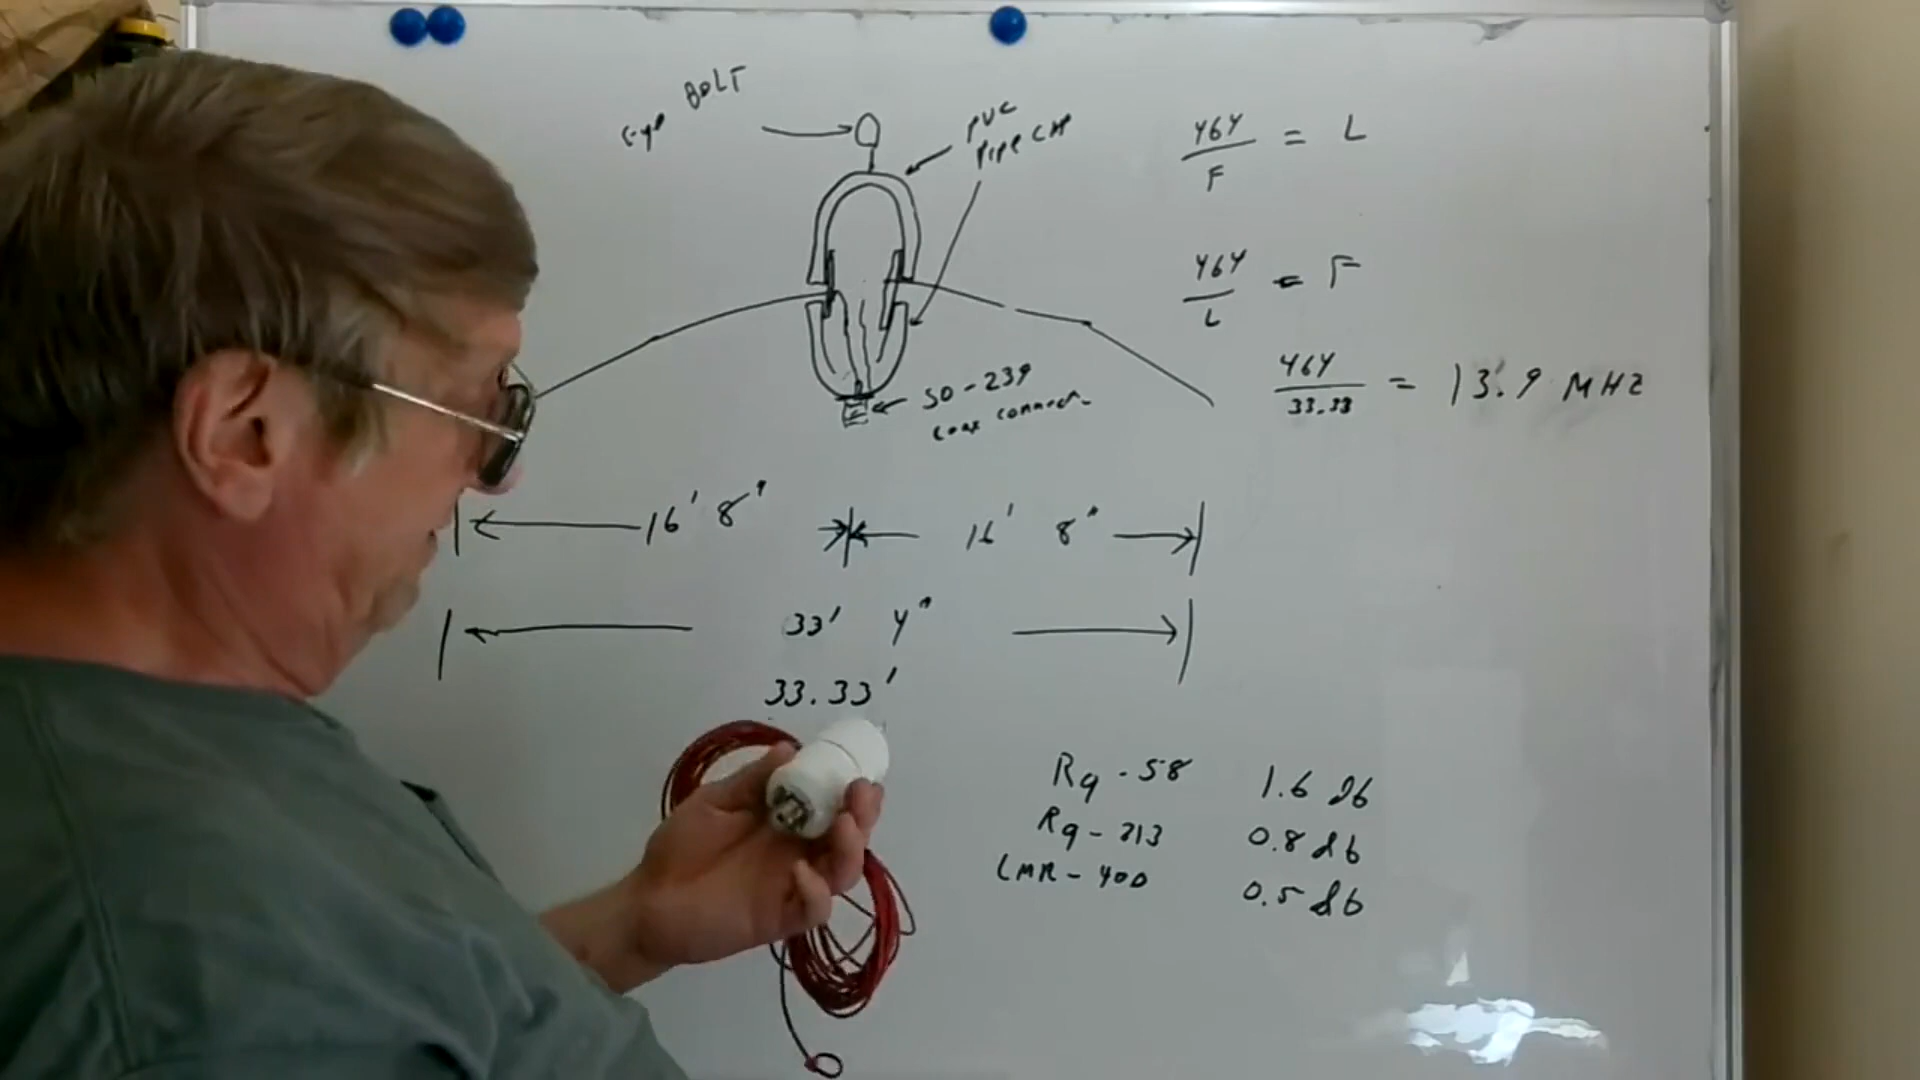 Eye BOLT
PVC
PIPE CAP
464
F
= L
464
L
= F
464
33.33
= 13.9 MHZ
SO-239
coax connect
16' 8"
16' 8"
33' 4"
33.33'
Rg-58 1.6 db
Rg-213 0.8 db
LMR-400 0.5 db